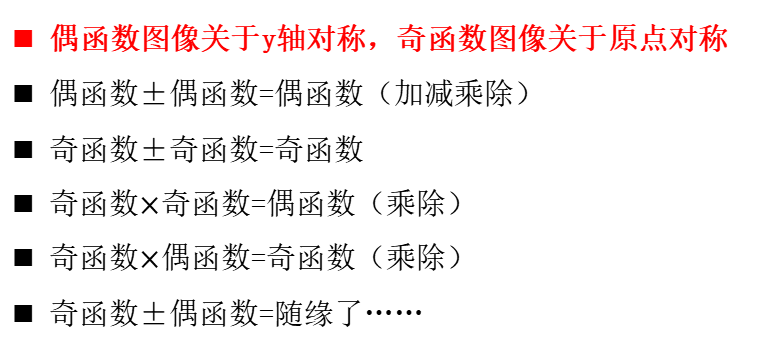 ■ 偶函数图像关于y轴对称，奇函数图像关于原点对称
■ 偶函数±偶函数=偶函数（加减乘除）
■ 奇函数±奇函数=奇函数
■ 奇函数×奇函数=偶函数（乘除）
■ 奇函数×偶函数=奇函数（乘除）
■ 奇函数±偶函数=随缘了……